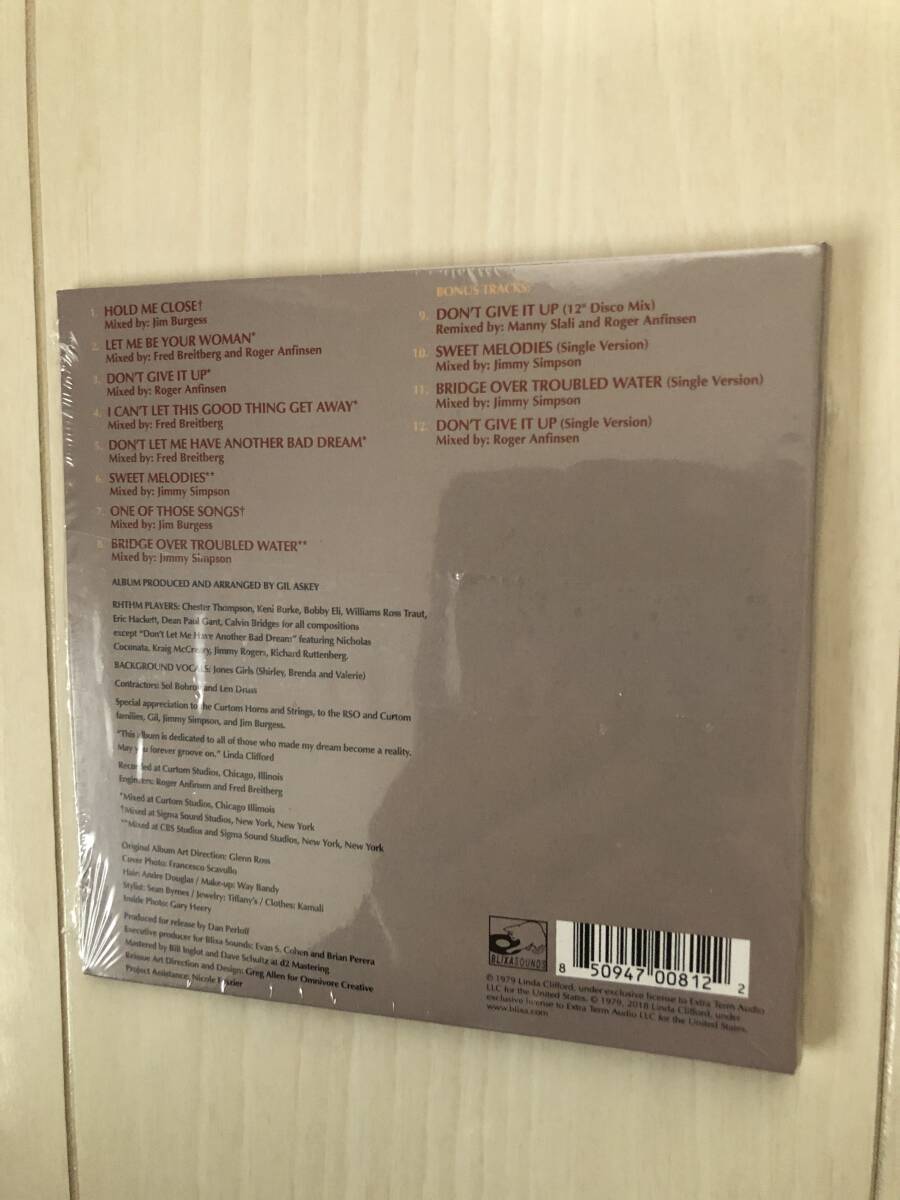 1. HOLD ME CLOSE†
Mixed by: Jim Burgess
2. LET ME BE YOUR WOMAN*
Mixed by: Fred Breitberg and Roger Anfinsen
3. DON'T GIVE IT UP*
Mixed by: Roger Anfinsen
4. I CAN'T LET THIS GOOD THING GET AWAY*
Mixed by: Fred Breitberg
5. DON'T LET ME HAVE ANOTHER BAD DREAM*
Mixed by: Fred Breitberg
6. SWEET MELODIES**
Mixed by: Jimmy Simpson
7. ONE OF THOSE SONGS†
Mixed by: Jim Burgess
8. BRIDGE OVER TROUBLED WATER**
Mixed by: Jimmy Simpson
ALBUM PRODUCED AND ARRANGED BY GIL ASKEY
RHTHM PLAYERS: Chester Thompson, Keni Burke, Bobby Eli, Williams Ross Traut,
Eric Hackett, Dean Paul Gant, Calvin Bridges for all compositions
except "Don't Let Me Have Another Bad Dream" featuring Nicholas
Coconata, Kraig McCreary, Jimmy Rogers, Richard Ruttenberg.
BACKGROUND VOCALS: Jones Girls (Shirley, Brenda and Valerie)
Contractors: Sol Bobrov and Len Druss
Special appreciation to the Curtom Horns and Strings, to the RSO and Curtom
families, Gil, Jimmy Simpson, and Jim Burgess.
"This album is dedicated to all of those who made my dream become a reality.
May you forever groove on." Linda Clifford
Recorded at Curtom Studios, Chicago, Illinois
Engineers: Roger Anfinsen and Fred Breitberg
*Mixed at Curtom Studios, Chicago Illimois
†Mixed at Sigma Sound Studios, New York, New York
**Mixed at CBS Studios and Sigma Sound Studios, New York, New York
Original Album Art Direction: Glenn Ross
Cover Photo: Francesco Scavullo
Hair: Andre Douglas / Make-up: Way Bandy
Stylist: Sean Byrnes / Jewelry: Tiffany's / Clothes: Kamali
Inside Photo: Gary Heery
Produced for release by Dan Perloff
Executive producer for Blixa Sounds: Evan S. Cohen and Brian Perera
Mastered by Bill Inglot and Dave Schultz at d2 Mastering
Reissue Art Direction and Design: Greg Allen for Omnivore Creative
Project Assistance: Nicole Frazier
BONUS TRACKS:
9. DON'T GIVE IT UP (12" Disco Mix)
Remixed by: Manny Slali and Roger Anfinsen
10. SWEET MELODIES (Single Version)
Mixed by: Jimmy Simpson
11. BRIDGE OVER TROUBLED WATER (Single Version)
Mixed by: Jimmy Simpson
12. DON'T GIVE IT UP (Single Version)
Mixed by: Roger Anfinsen
BLIXASOUNDS
8 50947 00812 2
© 1979 Linda Clifford, under exclusive license to Extra Term Audio
LLC for the United States. © 1979, 2018 Linda Clifford, under
exclusive license to Extra Term Audio LLC for the United States.
www.blixa.com